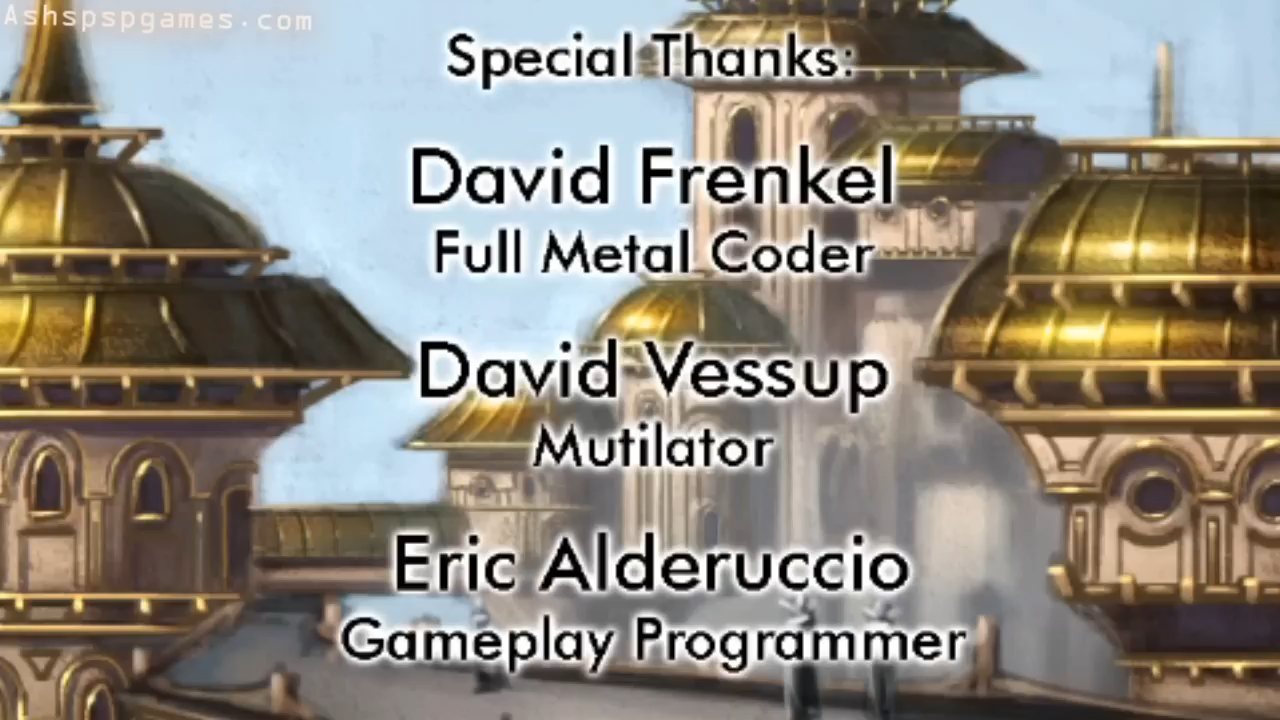 Ashspspgames.com
Special Thanks:
David Frenkel
Full Metal Coder
David Vessup
Mutilator
Eric Alderuccio
Gameplay Programmer